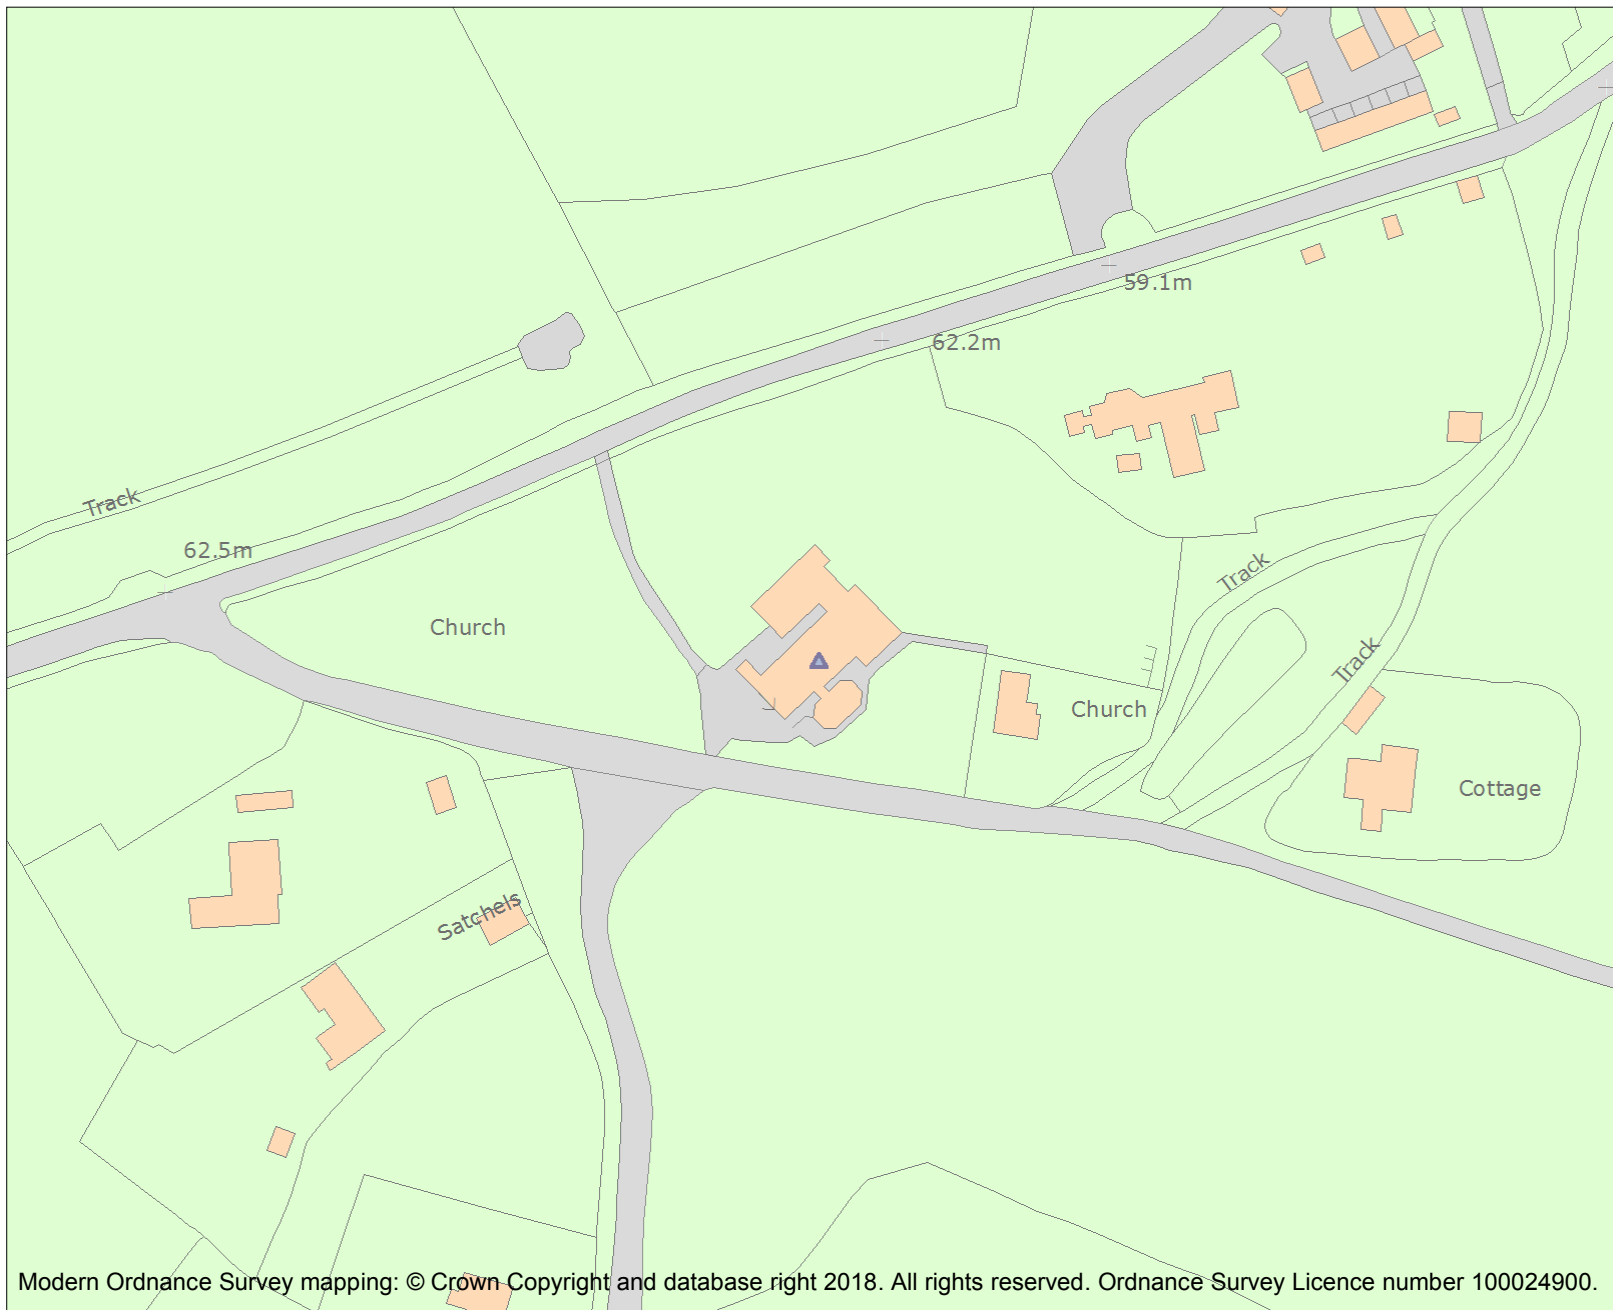 59.1m
62.2m
Track
62.5m
Track
Church
Track
Church
Cottage
Satchels
Modern Ordnance Survey mapping: © Crown Copyright and database right 2018. All rights reserved. Ordnance Survey Licence number 100024900.